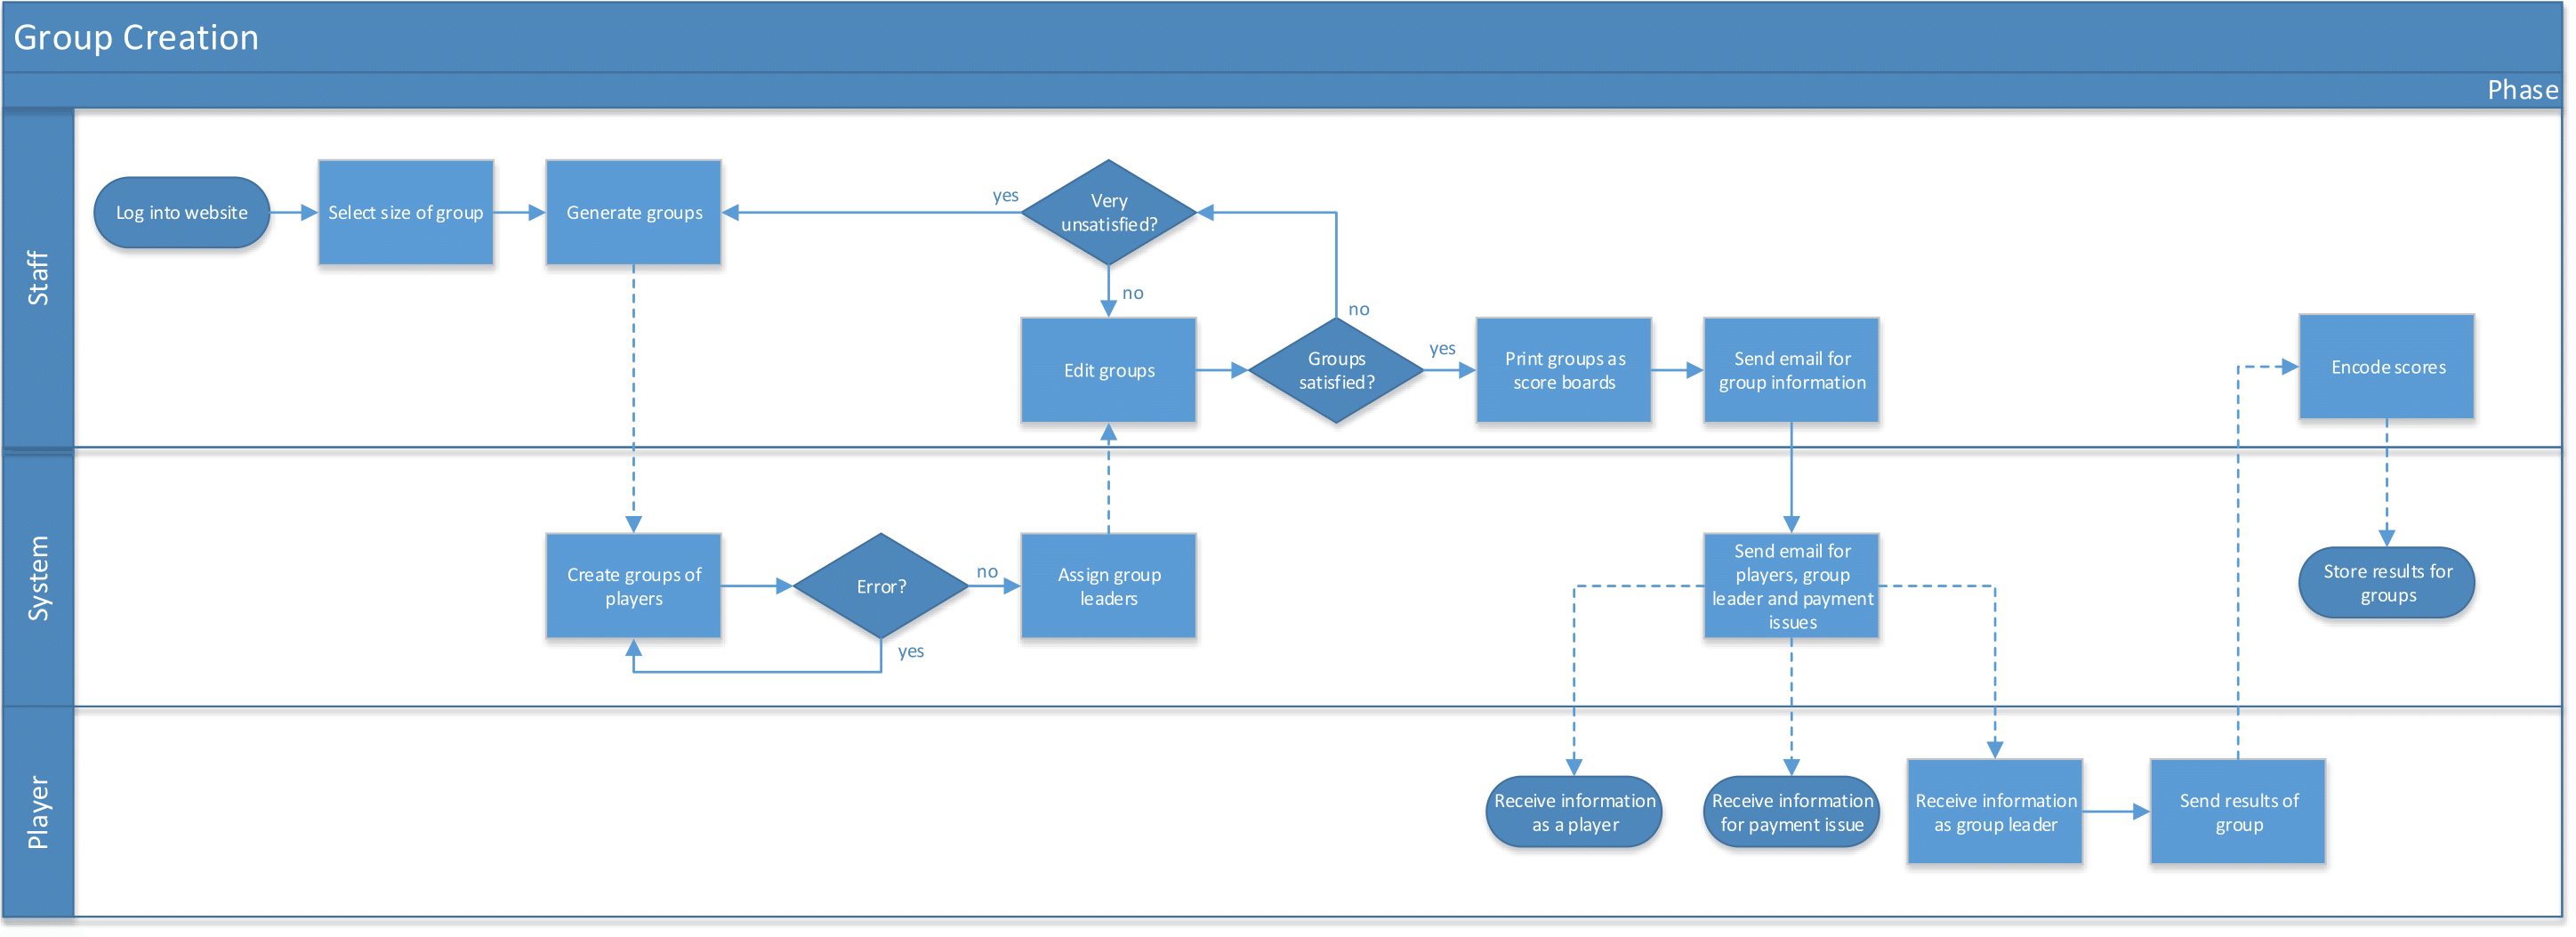 Group Creation
Phase
Staff
Log into website
Select size of group
Generate groups
yes
Very
unsatisfied?
no
Edit groups
no
Groups
satisfied?
yes
Print groups as
score boards
Send email for
group information
Encode scores
System
Create groups of
players
Error?
no
yes
Assign group
leaders
Send email for
players, group
leader and payment
issues
Store results for
groups
Player
Receive information
as a player
Receive information
for payment issue
Receive information
as group leader
Send results of
group